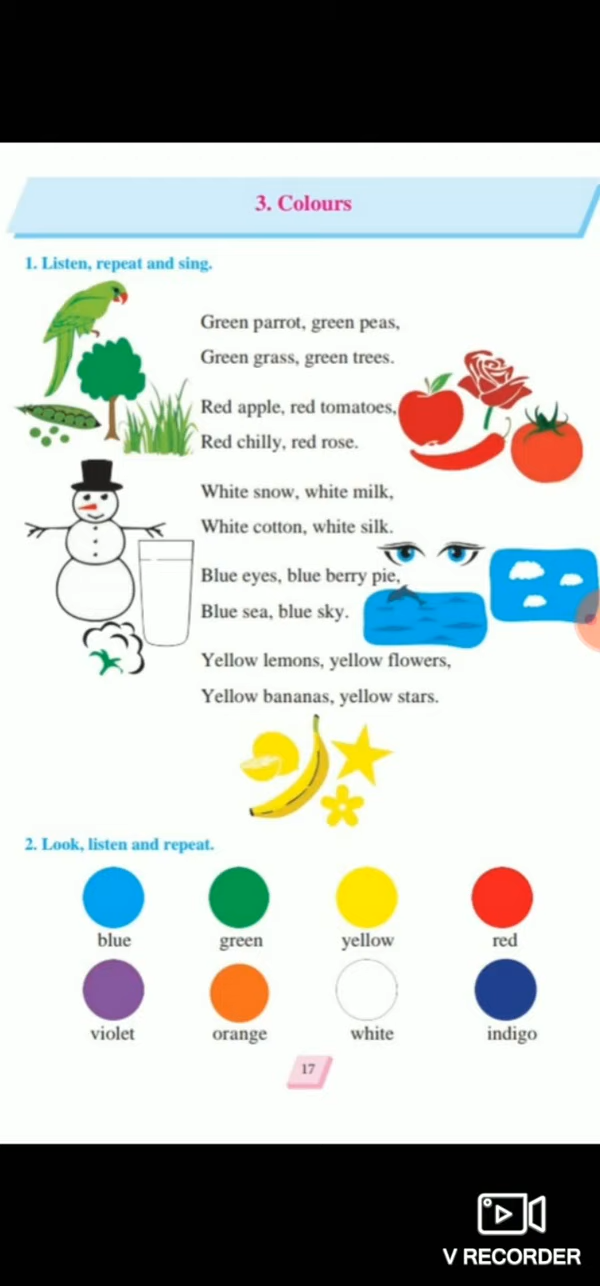 3. Colours
1. Listen, repeat and sing.
Green parrot, green peas,
Green grass, green trees.
Red apple, red tomatoes,
Red chilly, red rose.
White snow, white milk,
White cotton, white silk.
Blue eyes, blue berry pie,
Blue sea, blue sky.
Yellow lemons, yellow flowers,
Yellow bananas, yellow stars.
2. Look, listen and repeat.
blue green yellow red
violet orange white indigo
17
V RECORDER